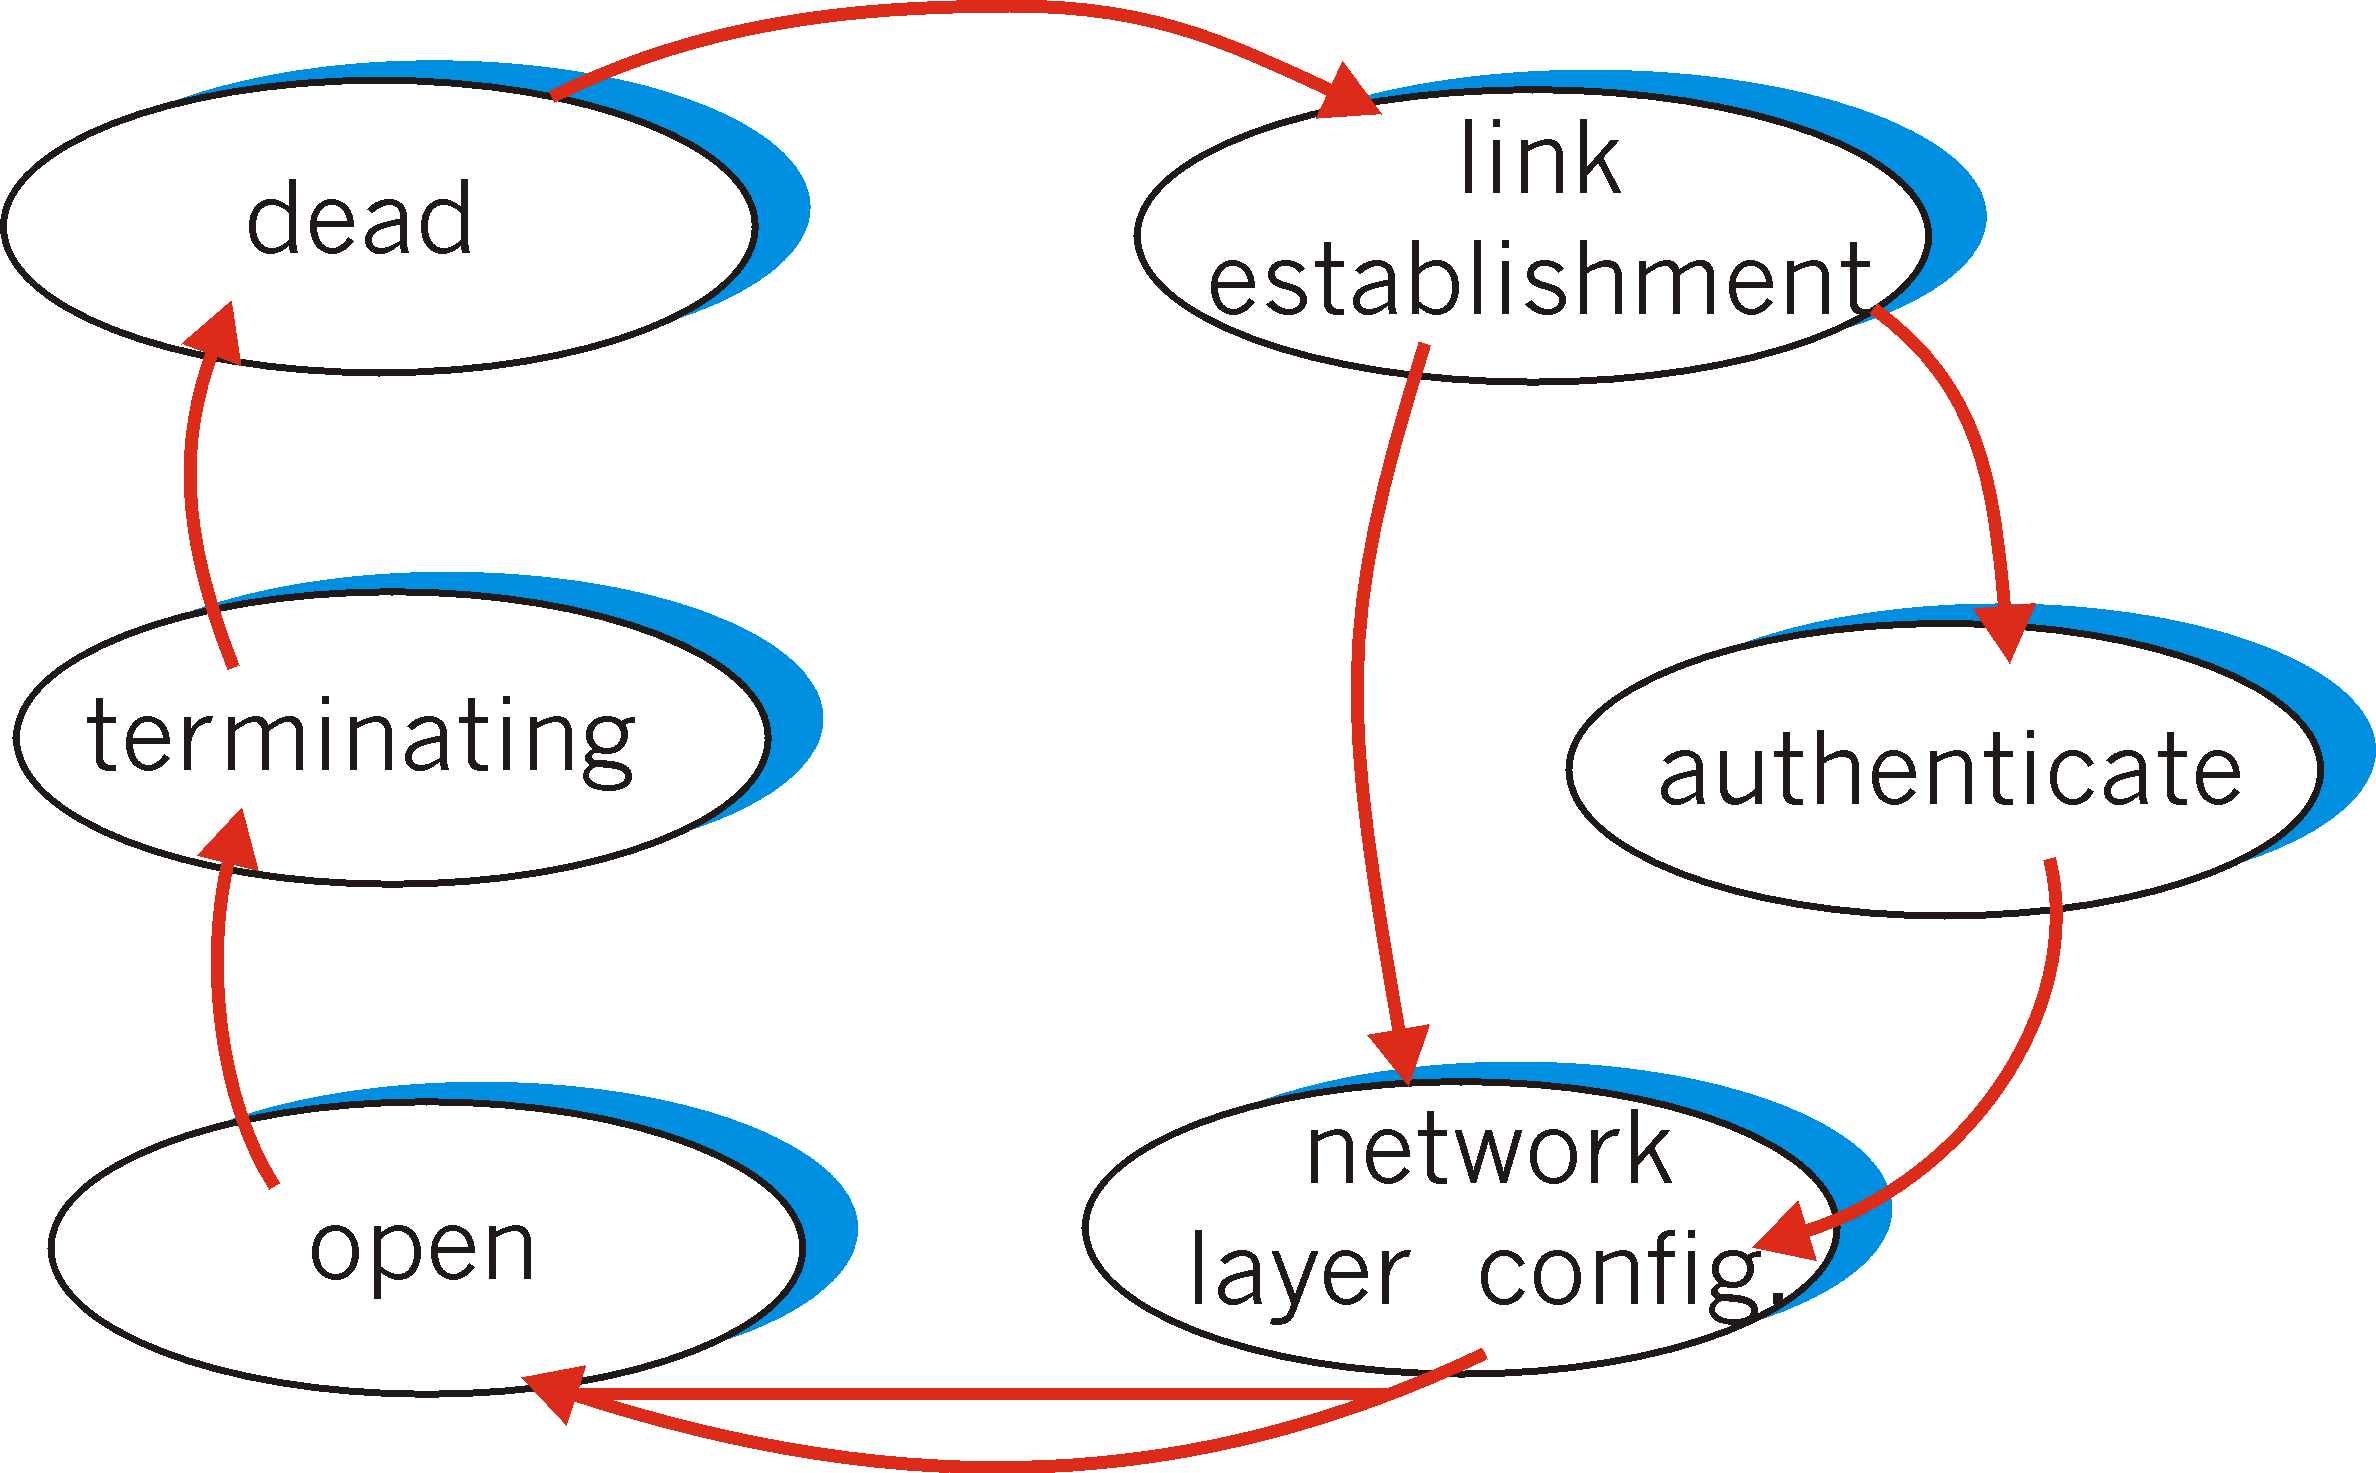 dead
link
establishment
terminating
authenticate
open
network
layer config.